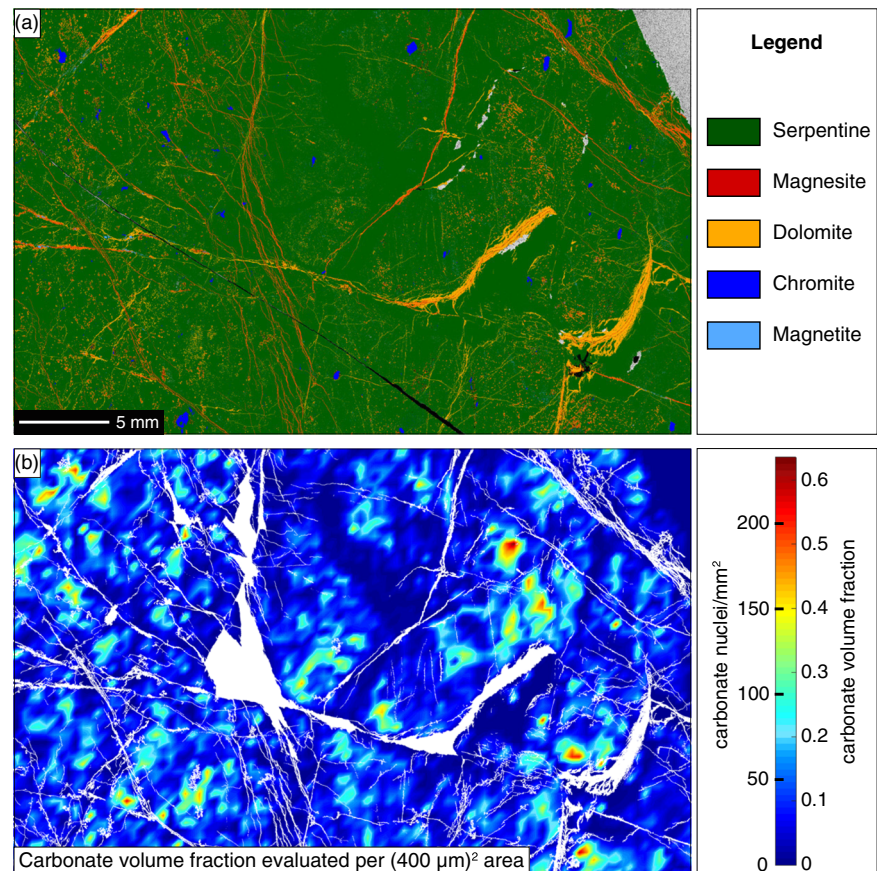 (a)
5 mm
Legend
Serpentine
Magnesite
Dolomite
Chromite
Magnetite
(b)
Carbonate volume fraction evaluated per (400 µm)² area
carbonate nuclei/mm²
200
150
100
50
0
0.6
0.5
0.4
0.3
0.2
0.1
0
carbonate volume fraction